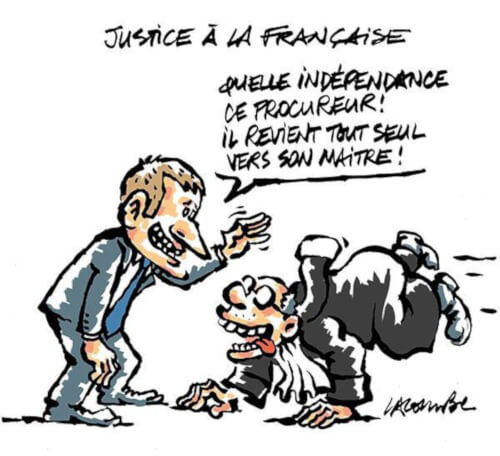 JUSTICE À LA FRANÇAISE
QUELLE INDÉPENDANCE
CE PROCUREUR!
IL REVIENT TOUT SEUL
VERS SON MAÎTRE!
LACOMBE